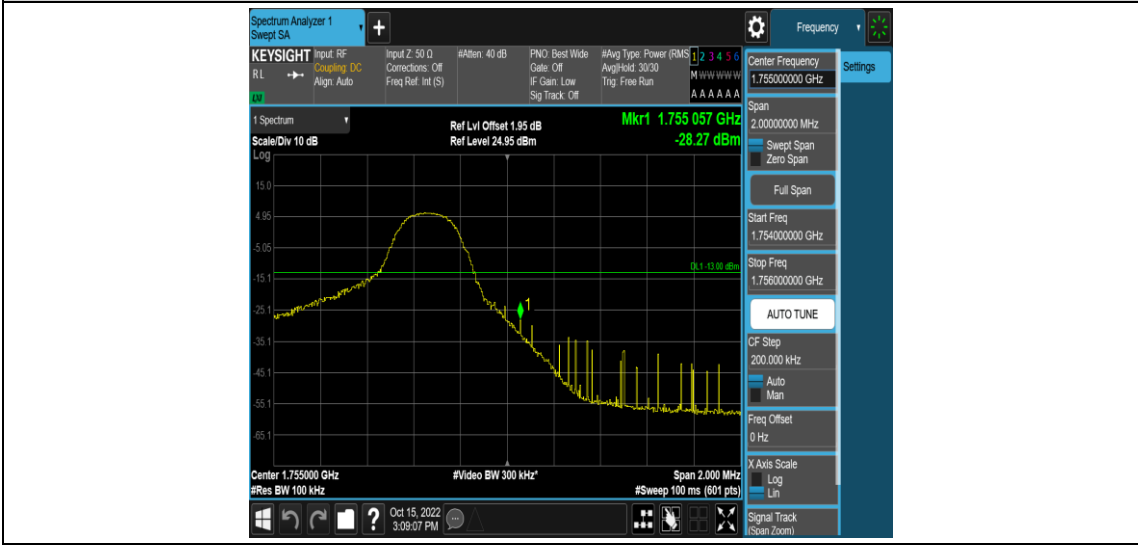 Spectrum Analyzer 1
Swept SA
+
Frequency
KEYSIGHT
RL
LM
Input: RF
Coupling: DC
Align: Auto
Input Z: 50 Ω
Corrections: Off
Freq Ref: Int (S)
#Atten: 40 dB
PNO: Best Wide
Gate: Off
IF Gain: Low
Sig Track: Off
#Avg Type: Power (RMS
Avg|Hold: 30/30
Trig: Free Run
1 2 3 4 5 6
M W W W W W
A A A A A A
1 Spectrum
Scale/Div 10 dB
Log
Ref Lvl Offset 1.95 dB
Ref Level 24.95 dBm
Mkr1 1.755 057 GHz
-28.27 dBm
15.0
4.95
-5.05
DL1 -13.00 dBm
-15.1
-25.1
1
-35.1
-45.1
-55.1
-65.1
Center 1.755000 GHz
#Res BW 100 kHz
#Video BW 300 kHz*
Span 2.000 MHz
#Sweep 100 ms (601 pts)
?
Oct 15, 2022
3:09:07 PM
Center Frequency
1.755000000 GHz
Settings
Span
2.00000000 MHz
Swept Span
Zero Span
Full Span
Start Freq
1.754000000 GHz
Stop Freq
1.756000000 GHz
AUTO TUNE
CF Step
200.000 kHz
Auto
Man
Freq Offset
0 Hz
X Axis Scale
Log
Lin
Signal Track
(Span Zoom)